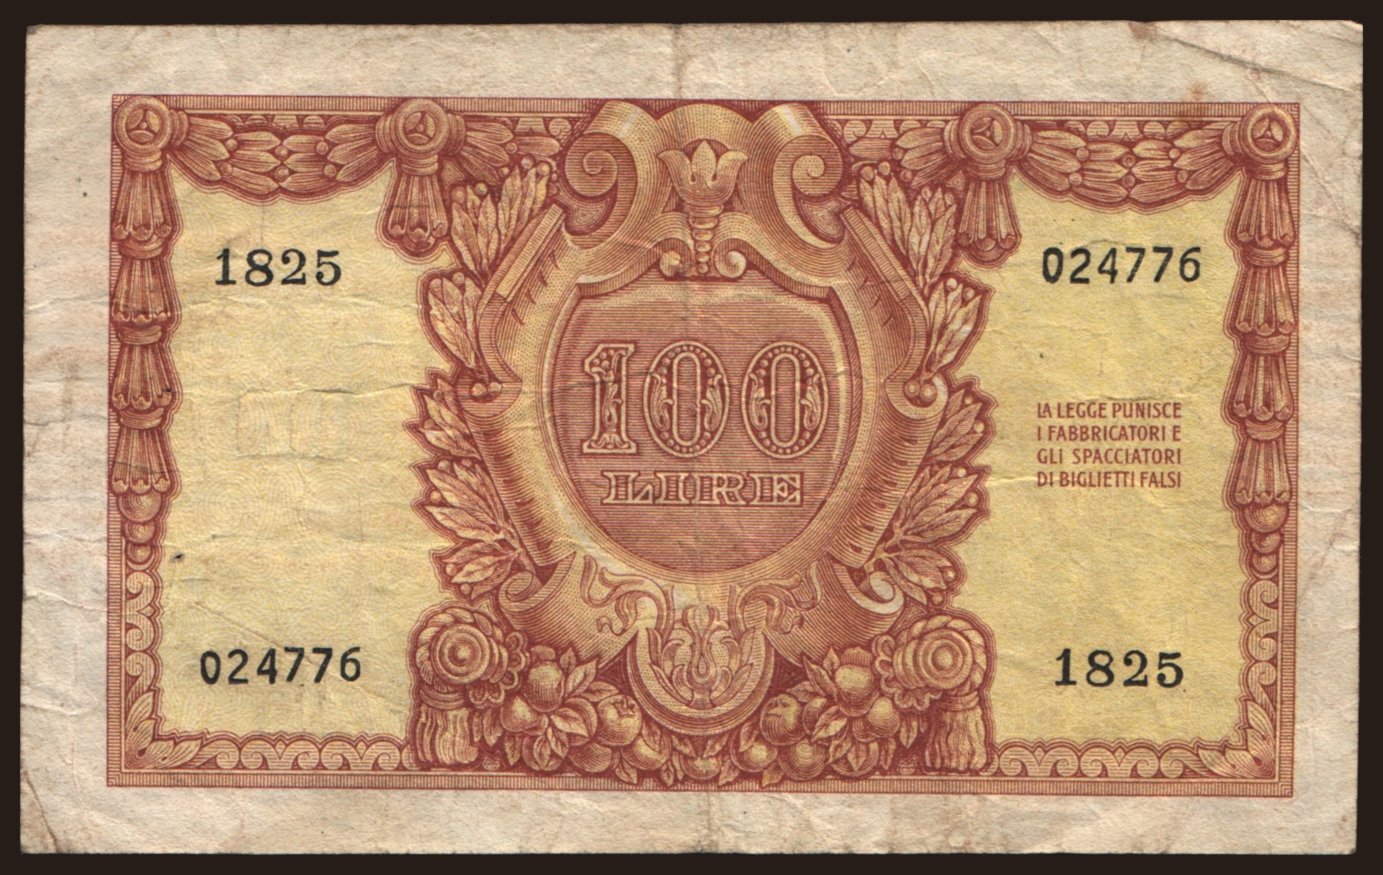 1825
024776
100
LIRE
LA LEGGE PUNISCE
I FABBRICATORI E
GLI SPACCIATORI
DI BIGLIETTI FALSI
024776
1825